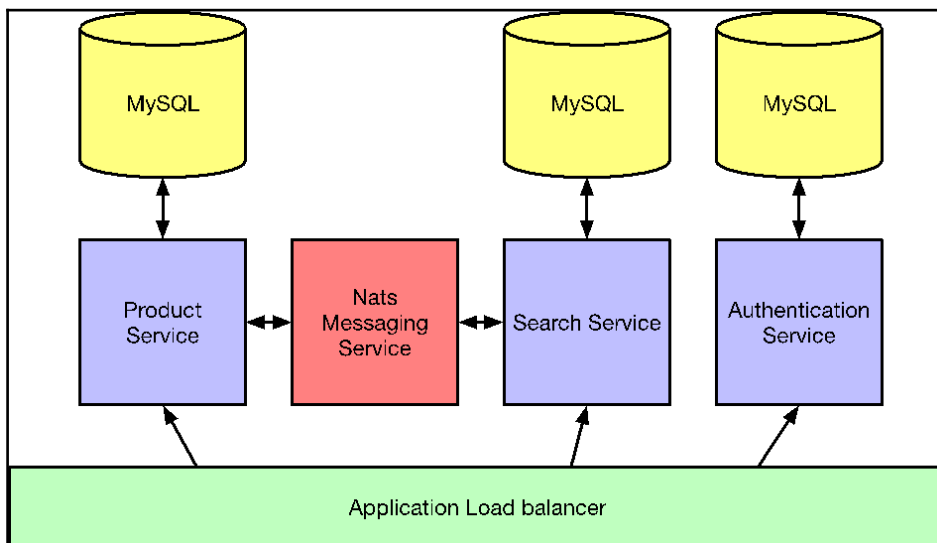 MySQL
MySQL
MySQL
Product
Service
Nats
Messaging
Service
Search Service
Authentication
Service
Application Load balancer